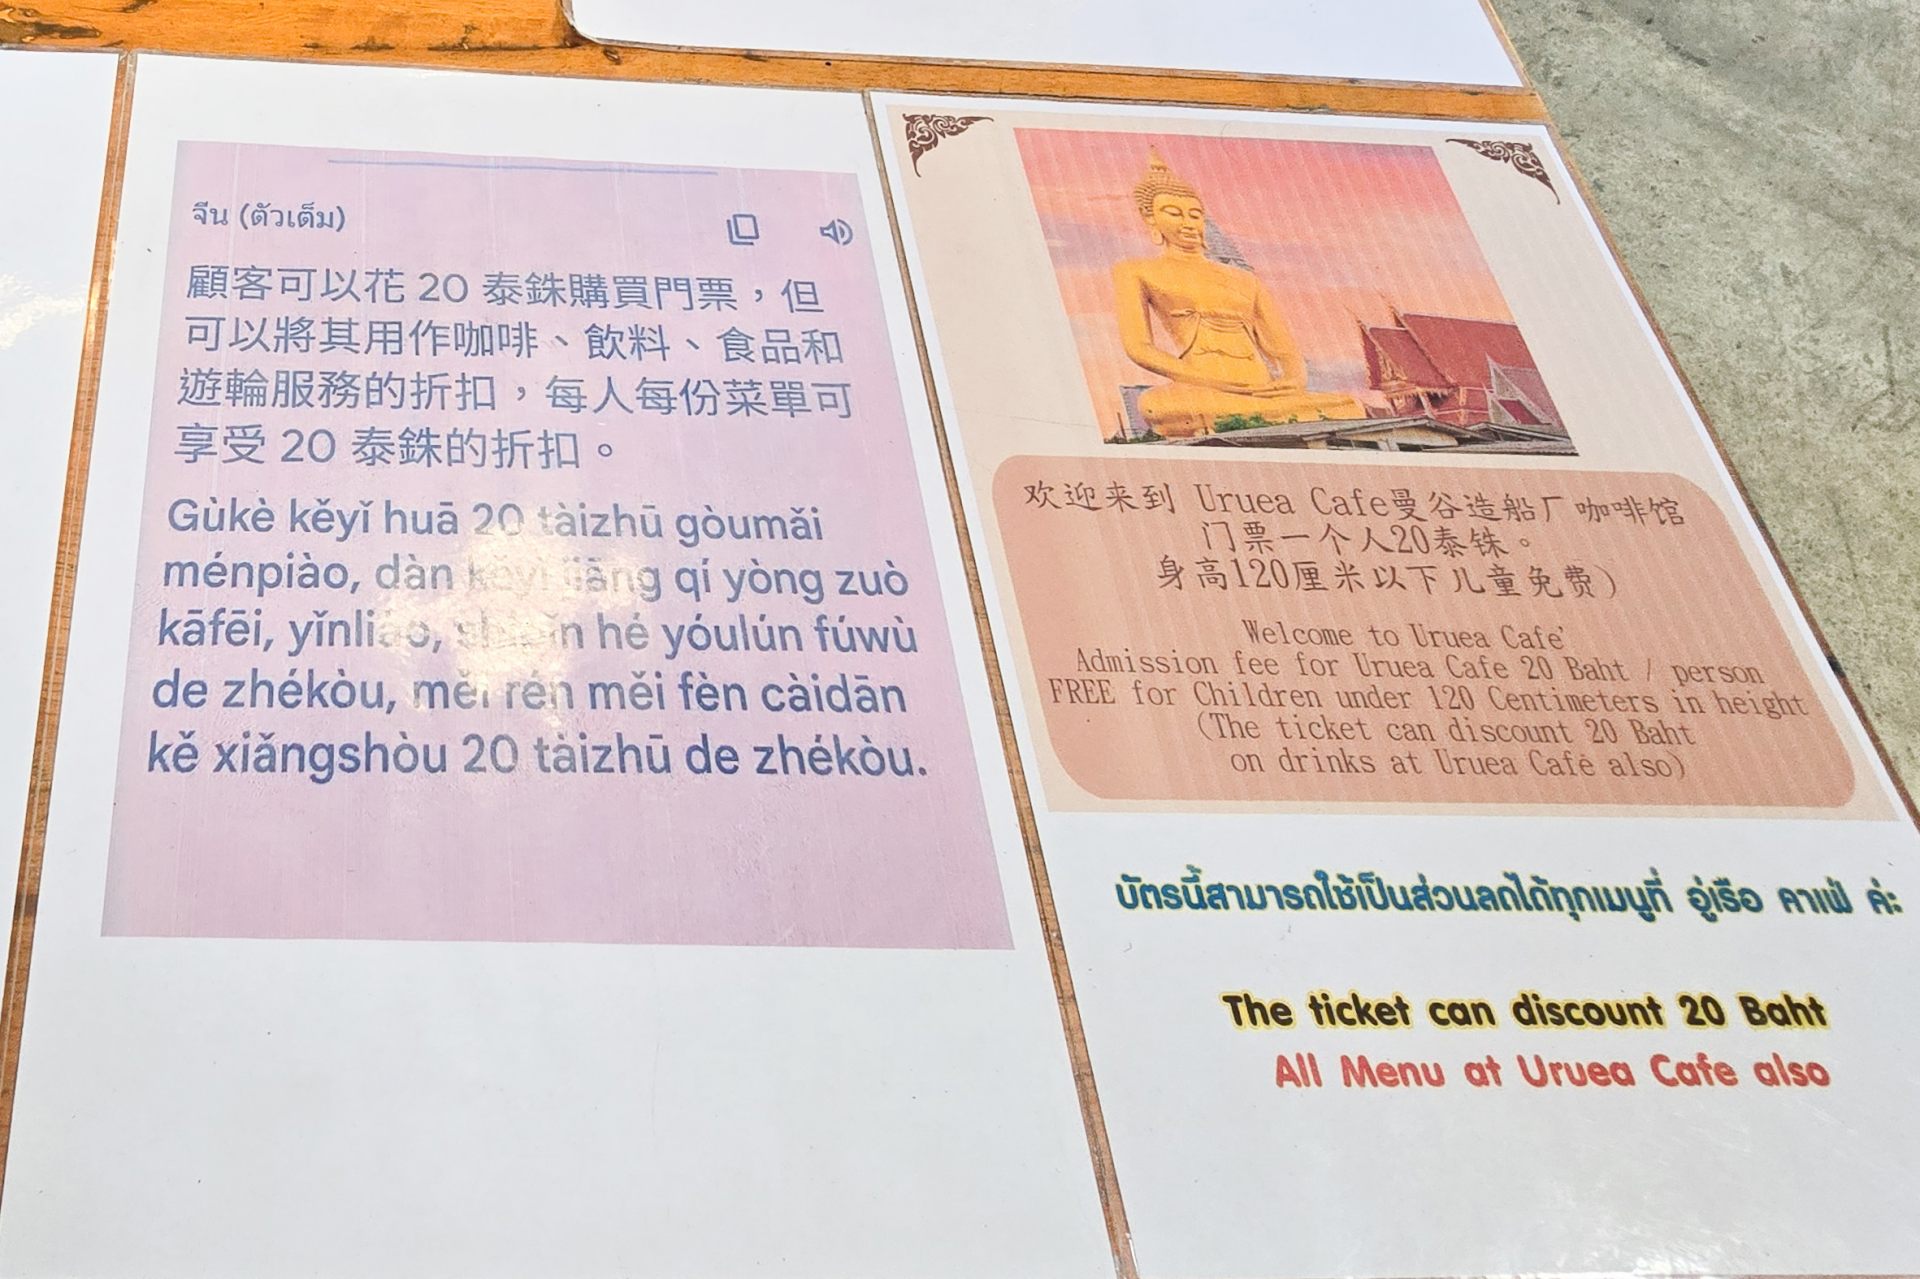 จีน (ตัวเต็ม)
顧客可以花 20 泰銖購買門票，但
可以將其用作咖啡、飲料、食品和
遊輪服務的折扣，每人每份菜單可
享受 20 泰銖的折扣。
Gùkè kěyǐ huā 20 tàizhū gòumǎi
ménpiào, dàn kěyǐ jiāng qí yòng zuò
kāfēi, yǐnliào, shípǐn hé yóulún fúwù
de zhékòu, měi rén měi fèn càidān
kě xiǎngshòu 20 tàizhū de zhékòu.
欢迎来到 Uruea Cafe曼谷造船厂咖啡馆
门票一个人20泰铢。
身高120厘米以下儿童免费）
Welcome to Uruea Cafe'
Admission fee for Uruea Cafe 20 Baht / person
FREE for Children under 120 Centimeters in height
(The ticket can discount 20 Baht
on drinks at Uruea Café also)
บัตรนี้สามารถใช้เป็นส่วนลดได้ทุกเมนูที่ อู่เรือ คาเฟ่ ค่ะ
The ticket can discount 20 Baht
All Menu at Uruea Cafe also